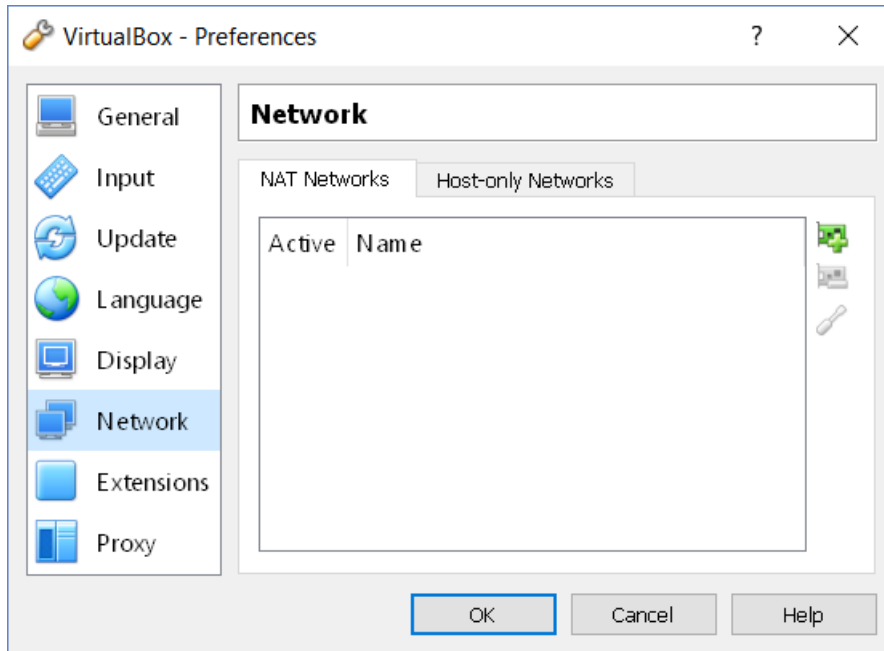 VirtualBox - Preferences
General
Input
Update
Language
Display
Network
Extensions
Proxy
Network
NAT Networks
Host-only Networks
Active Name
OK Cancel Help